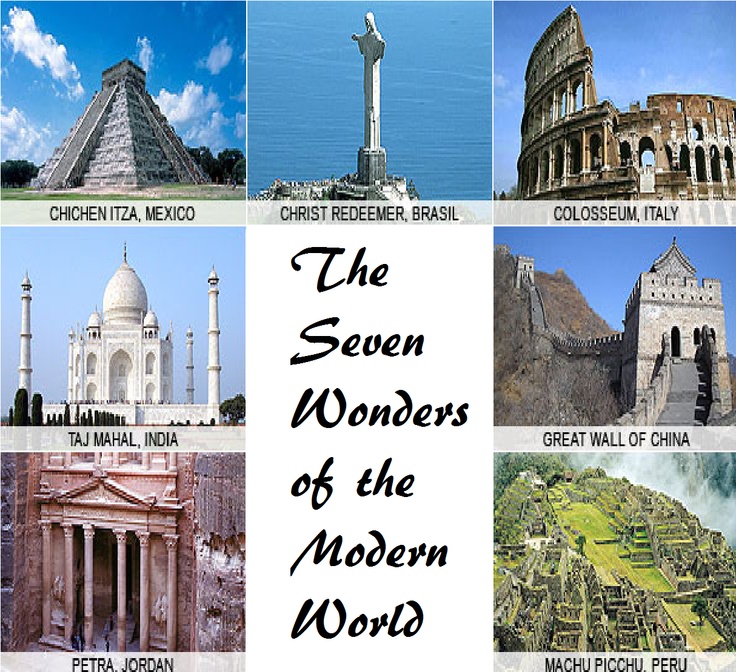 CHICHEN ITZA, MEXICO
CHRIST REDEEMER, BRASIL
COLOSSEUM, ITALY
The
Seven
Wonders
of the
Modern
World
TAJ MAHAL, INDIA
GREAT WALL OF CHINA
PETRA, JORDAN
MACHU PICCHU, PERU